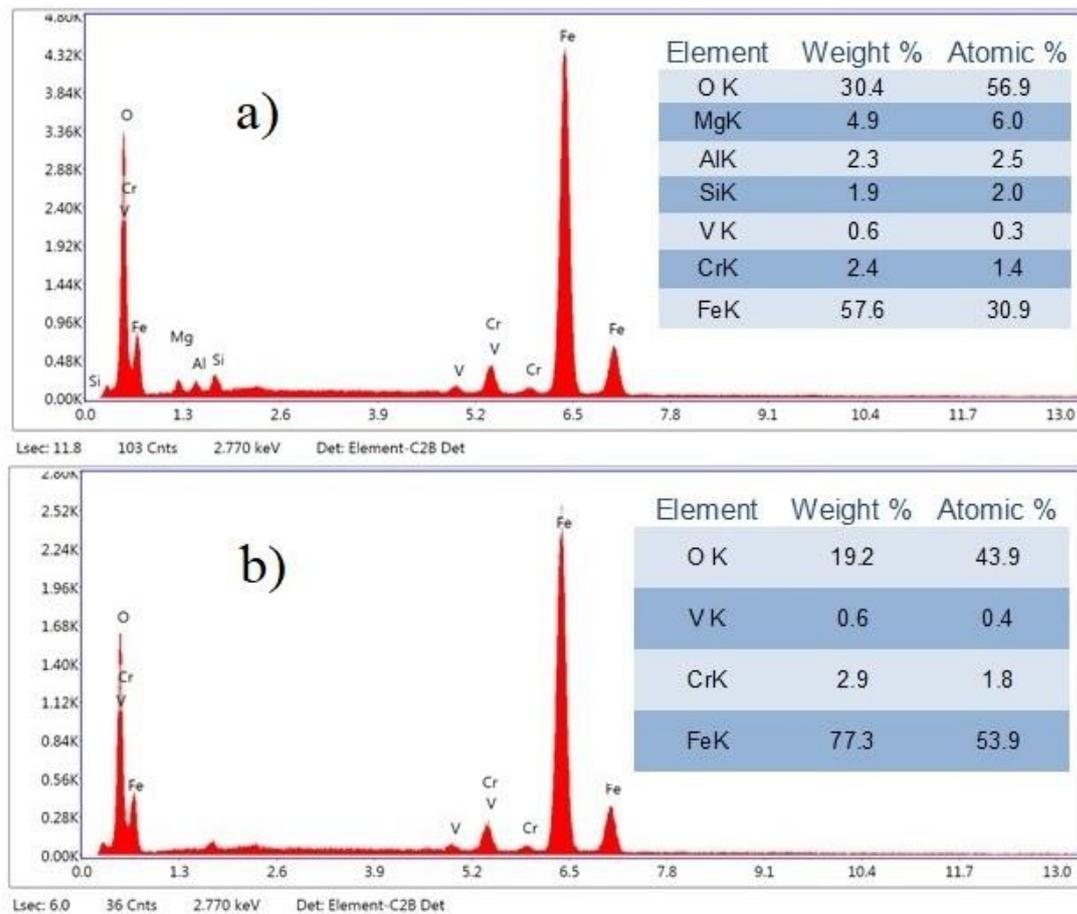 4.80K
4.32K
3.84K
3.36K
2.88K
2.40K
1.92K
1.44K
0.96K
0.48K
0.00K
a)
O
Cr
V
Fe
Si
Mg
Al
Si
V
Cr
V
Cr
Fe
Fe
Element Weight % Atomic %
O K 30.4 56.9
MgK 4.9 6.0
AlK 2.3 2.5
SiK 1.9 2.0
V K 0.6 0.3
CrK 2.4 1.4
FeK 57.6 30.9
0.0 1.3 2.6 3.9 5.2 6.5 7.8 9.1 10.4 11.7 13.0
Lsec: 11.8 103 Cnts 2.770 keV Det: Element-C2B Det
2.80K
2.52K
2.24K
1.96K
1.68K
1.40K
1.12K
0.84K
0.56K
0.28K
0.00K
b)
O
Cr
V
Fe
V
Cr
V
Cr
Fe
Fe
Element Weight % Atomic %
O K 19.2 43.9
V K 0.6 0.4
CrK 2.9 1.8
FeK 77.3 53.9
0.0 1.3 2.6 3.9 5.2 6.5 7.8 9.1 10.4 11.7 13.0
Lsec: 6.0 36 Cnts 2.770 keV Det: Element-C2B Det